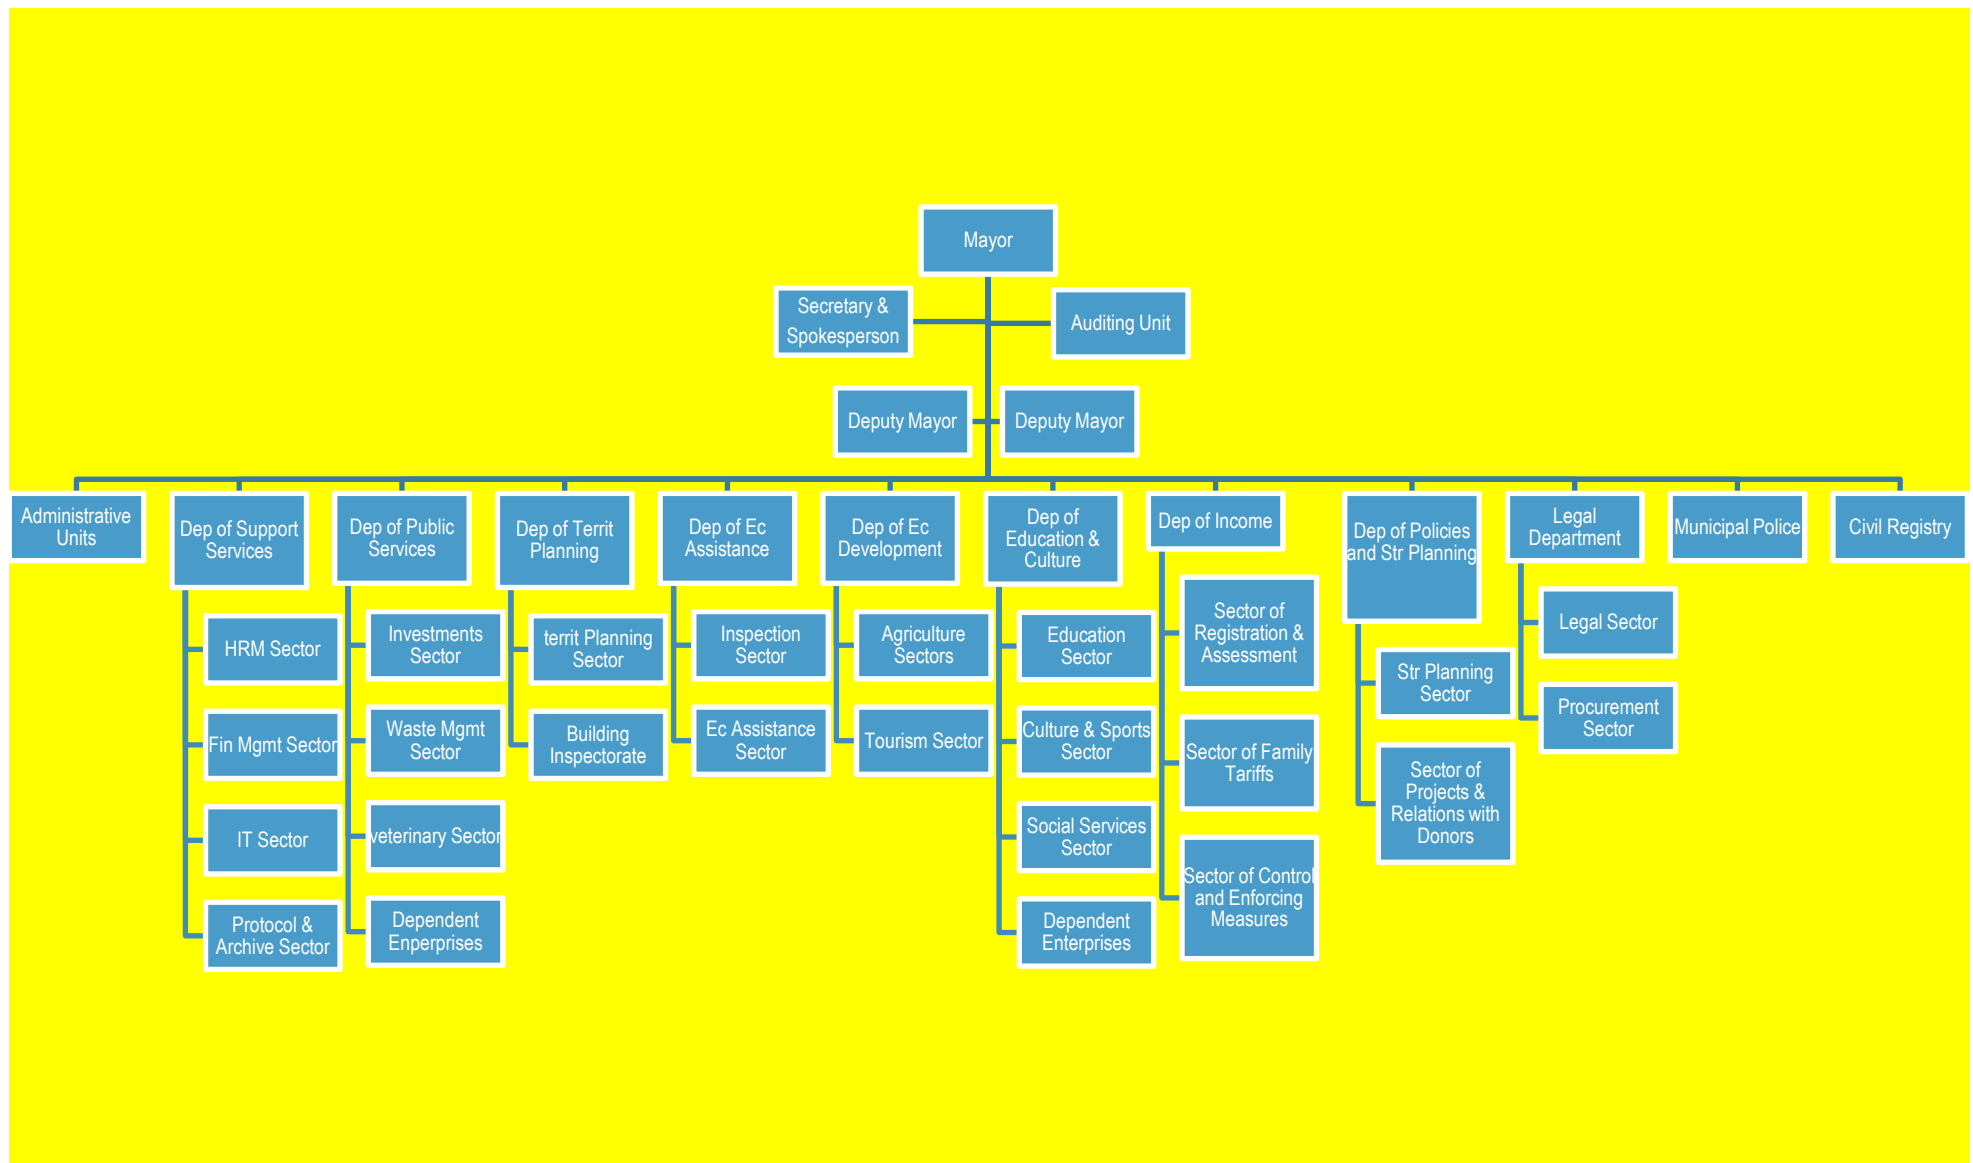 Mayor
Secretary &
Spokesperson
Auditing Unit
Deputy Mayor
Deputy Mayor
Administrative
Units
Dep of Support
Services
HRM Sector
Fin Mgmt Sector
IT Sector
Protocol &
Archive Sector
Dep of Public
Services
Investments
Sector
Waste Mgmt
Sector
veterinary Sector
Dependent
Enperprises
Dep of Territ
Planning
territ Planning
Sector
Building
Inspectorate
Dep of Ec
Assistance
Inspection
Sector
Ec Assistance
Sector
Dep of Ec
Development
Agriculture
Sectors
Tourism Sector
Dep of
Education &
Culture
Education
Sector
Culture & Sports
Sector
Social Services
Sector
Dependent
Enterprises
Dep of Income
Sector of
Registration &
Assessment
Sector of Family
Tariffs
Sector of Control
and Enforcing
Measures
Dep of Policies
and Str Planning
Str Planning
Sector
Sector of
Projects &
Relations with
Donors
Legal
Department
Legal Sector
Procurement
Sector
Municipal Police
Civil Registry